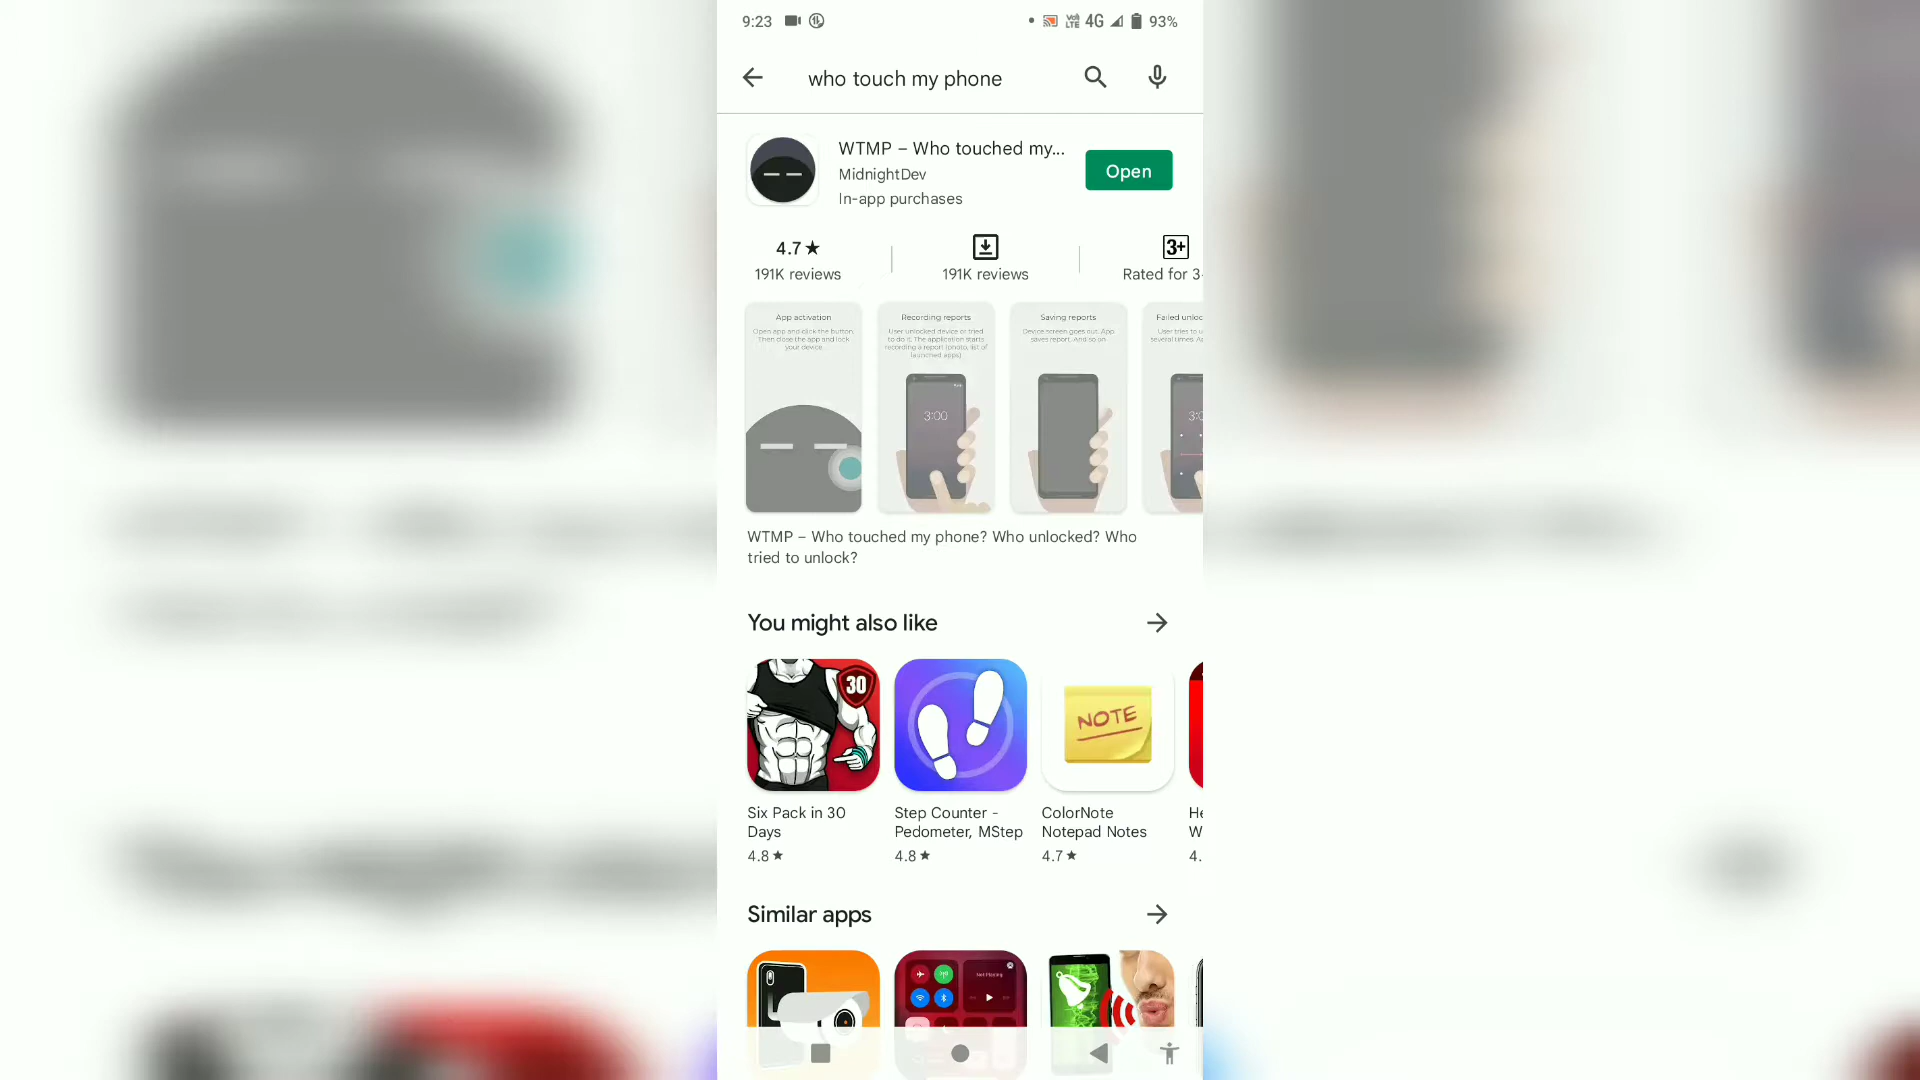 9:23
Vo) LTE 4G 93%
who touch my phone
WTMP – Who touched my...
MidnightDev
In-app purchases
Open
4.7★
191K reviews
191K reviews
3+
Rated for 3
App activation
Open app and click the button.
Then close the app and lock
your device.
Recording reports
User unlocked device or tried
to do it. The application starts
recording a report (photo, list of
launched apps)
Saving reports
Device screen goes out. App
saves report. And so on.
Failed unloc
User tries to u
several times. A
3:00
3:0
WTMP – Who touched my phone? Who unlocked? Who
tried to unlock?
You might also like
30
NOTE
Six Pack in 30
Days
4.8★
Step Counter -
Pedometer, MStep
4.8★
ColorNote
Notepad Notes
4.7★
He
W
4.
Similar apps
Not Playing